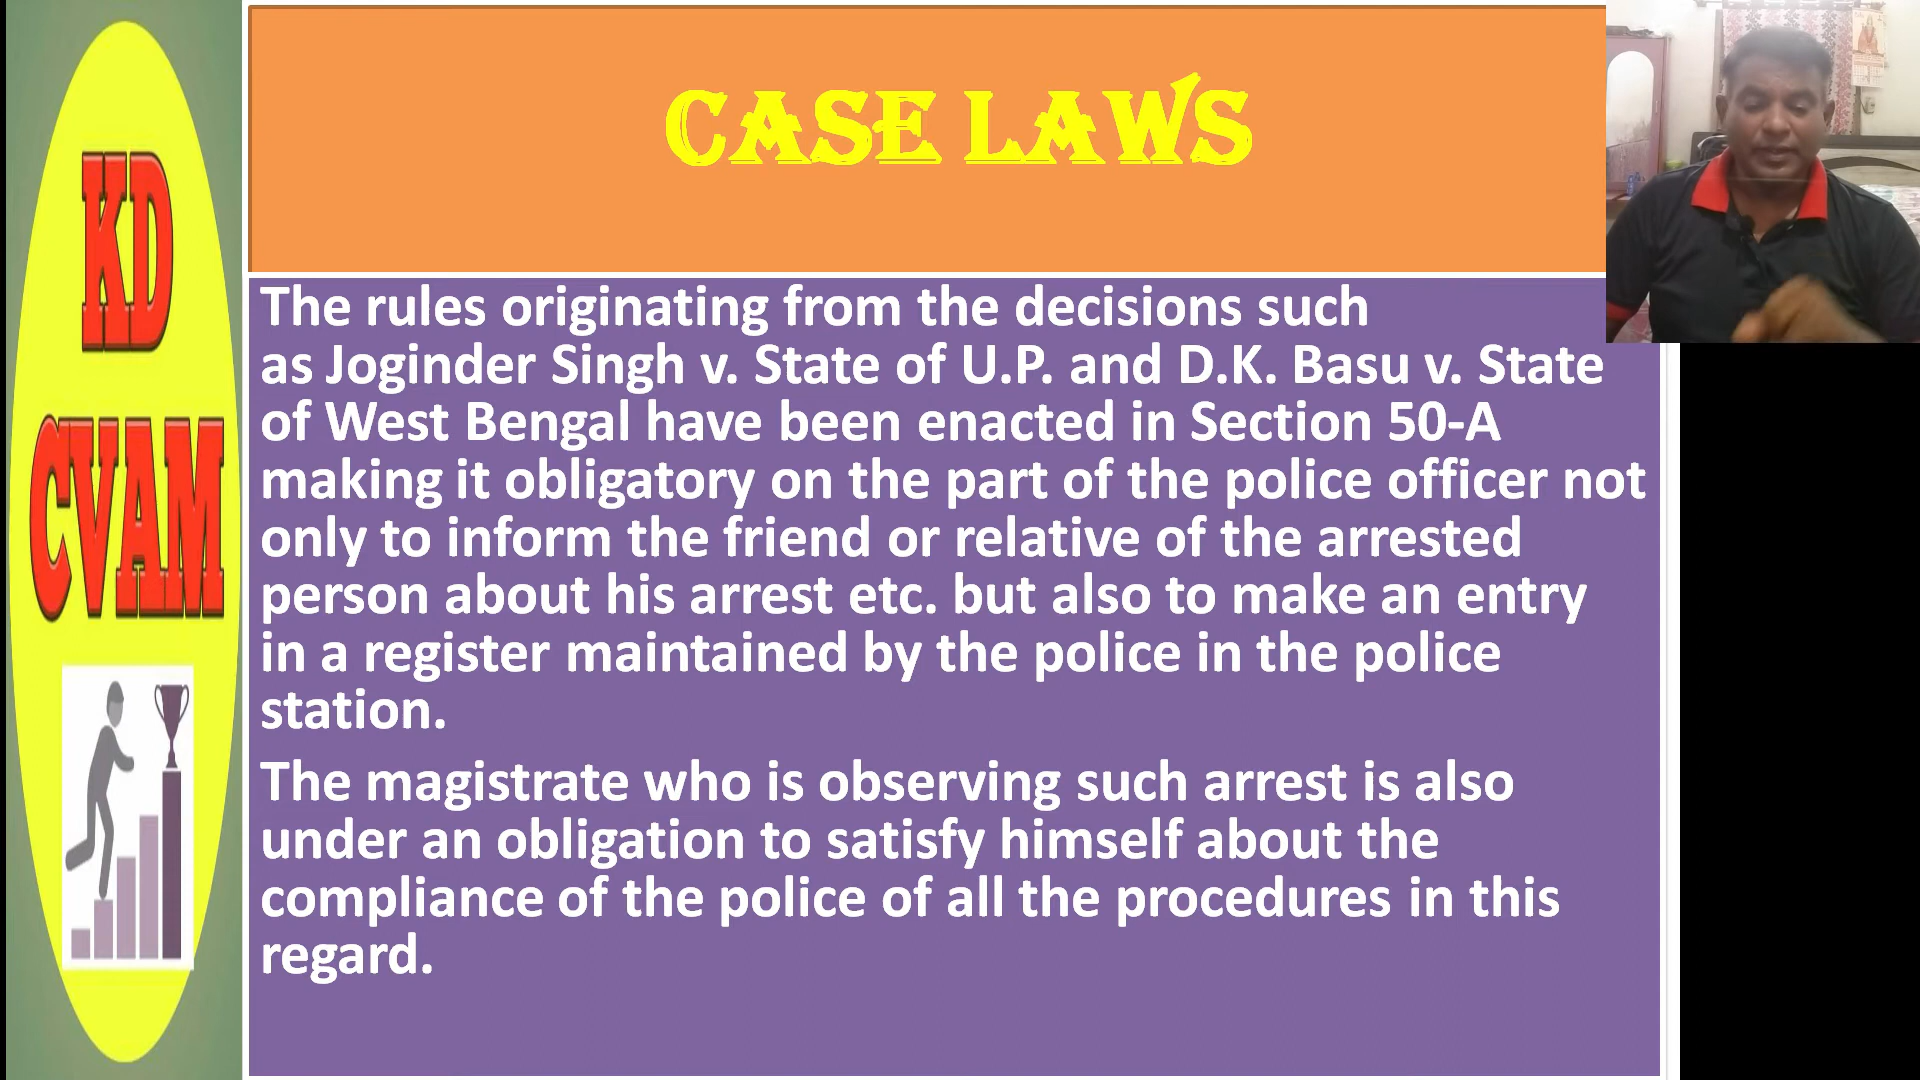 KD
CVAM
CASE LAWS
The rules originating from the decisions such
as Joginder Singh v. State of U.P. and D.K. Basu v. State
of West Bengal have been enacted in Section 50-A
making it obligatory on the part of the police officer not
only to inform the friend or relative of the arrested
person about his arrest etc. but also to make an entry
in a register maintained by the police in the police
station.
The magistrate who is observing such arrest is also
under an obligation to satisfy himself about the
compliance of the police of all the procedures in this
regard.